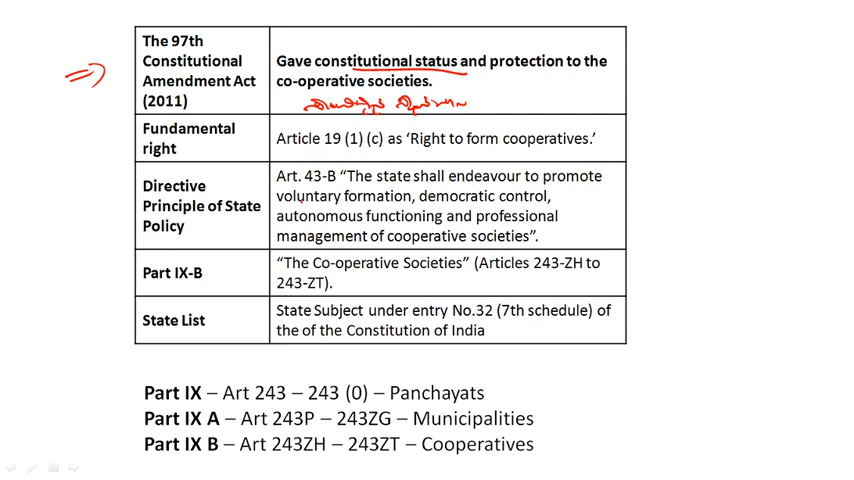 The 97th
Constitutional
Amendment Act
(2011)
Gave constitutional status and protection to the
co-operative societies.
Fundamental
right
Article 19 (1) (c) as ‘Right to form cooperatives.’
Directive
Principle of State
Policy
Art. 43-B “The state shall endeavour to promote
voluntary formation, democratic control,
autonomous functioning and professional
management of cooperative societies”.
Part IX-B
“The Co-operative Societies” (Articles 243-ZH to
243-ZT).
State List
State Subject under entry No.32 (7th schedule) of
the of the Constitution of India
Part IX – Art 243 – 243 (0) – Panchayats
Part IX A – Art 243P – 243ZG – Municipalities
Part IX B – Art 243ZH – 243ZT – Cooperatives